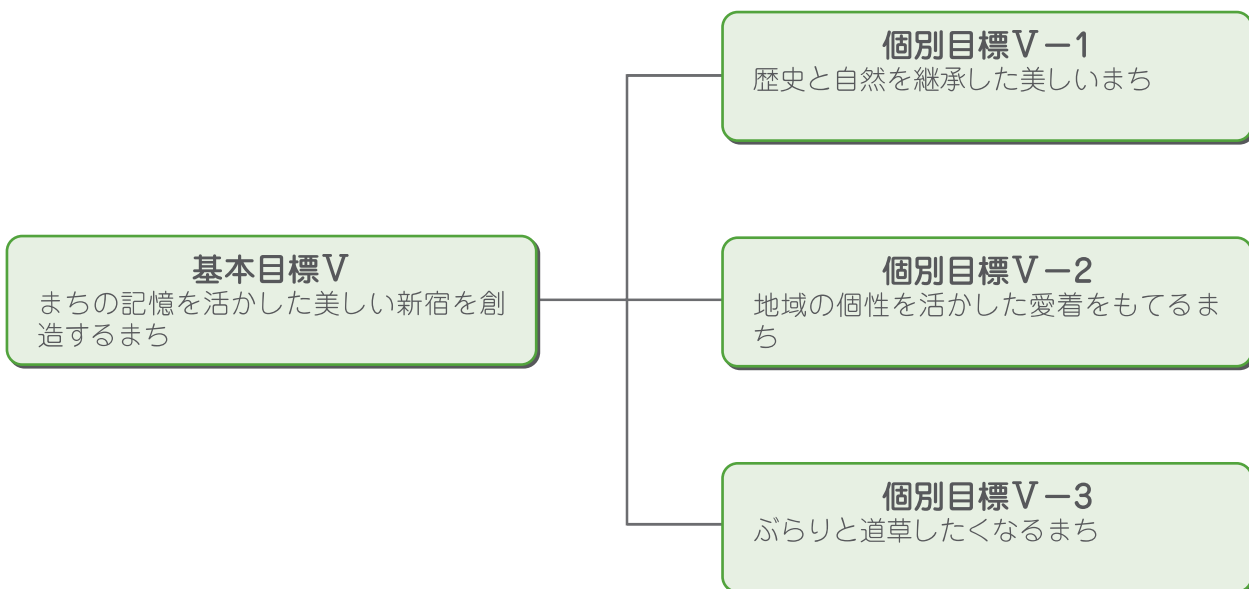 個別目標Ⅴ－1
歴史と自然を継承した美しいまち
基本目標Ⅴ
まちの記憶を活かした美しい新宿を創
造するまち
個別目標Ⅴ－2
地域の個性を活かした愛着をもてるま
ち
個別目標Ⅴ－3
ぶらりと道草したくなるまち